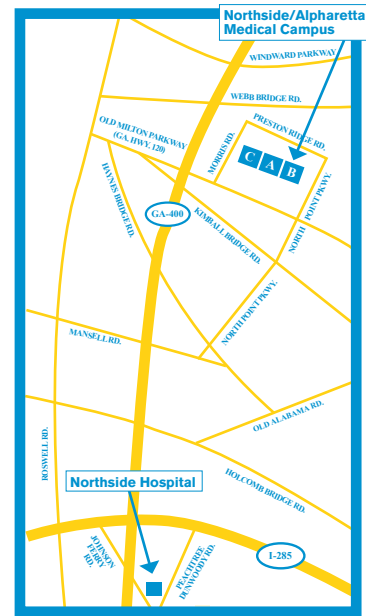 Northside/Alpharetta
Medical Campus
WINDWARD PARKWAY
WEBB BRIDGE RD.
PRESTON RIDGE RD.
OLD MILTON PARKWAY
(GA. HWY. 120)
MORRIS RD.
C A B
HAYNES BRIDGE RD.
GA-400
KIMBALL BRIDGE RD.
NORTH POINT PKWY.
NORTH POINT PKWY.
MANSELL RD.
OLD ALABAMA RD.
ROSWELL RD.
HOLCOMB BRIDGE RD.
Northside Hospital
JOHNSON
FERRY
RD.
PEACHTREE
DUNWOODY RD.
I-285